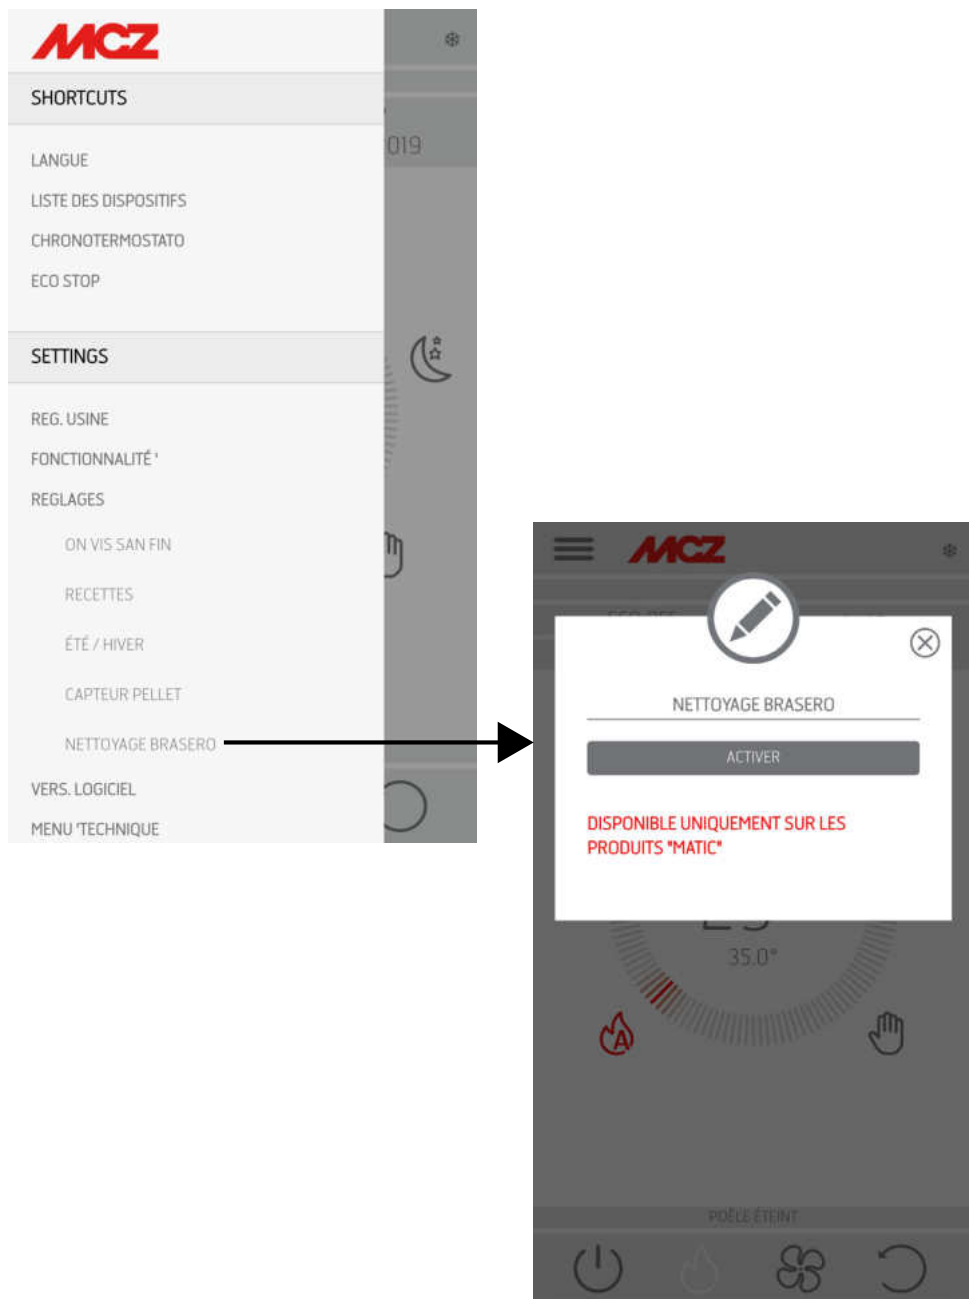 MCZ
SHORTCUTS
019
LANGUE
LISTE DES DISPOSITIFS
CHRONOTERMOSTATO
ECO STOP
SETTINGS
REG. USINE
FONCTIONNALITÉ '
REGLAGES
ON VIS SAN FIN
RECETTES
ÉTÉ / HIVER
CAPTEUR PELLET
NETTOYAGE BRASERO
VERS. LOGICIEL
MENU 'TECHNIQUE
MCZ
NETTOYAGE BRASERO
ACTIVER
DISPONIBLE UNIQUEMENT SUR LES
PRODUITS "MATIC"
35.0°
A
POÊLE ÉTEINT